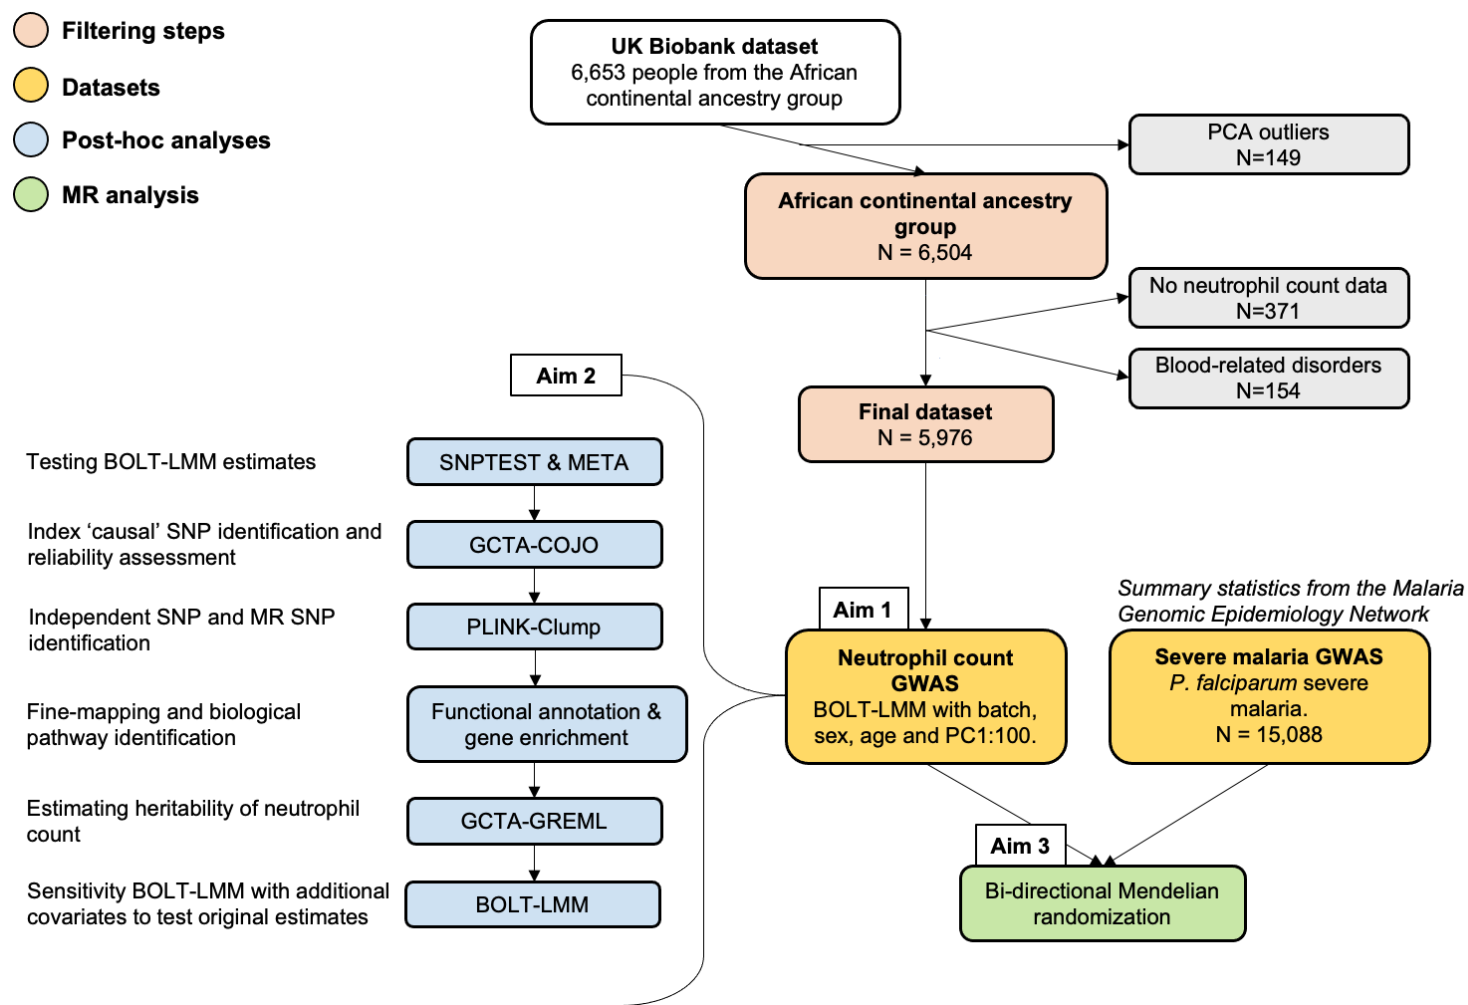 Filtering steps
Datasets
Post-hoc analyses
MR analysis
UK Biobank dataset
6,653 people from the African
continental ancestry group
PCA outliers
N=149
African continental ancestry
group
N = 6,504
No neutrophil count data
N=371
Blood-related disorders
N=154
Final dataset
N = 5,976
Aim 2
Testing BOLT-LMM estimates
SNPTEST & META
Index ‘causal’ SNP identification and
reliability assessment
GCTA-COJO
Independent SNP and MR SNP
identification
PLINK-Clump
Fine-mapping and biological
pathway identification
Functional annotation &
gene enrichment
Estimating heritability of neutrophil
count
GCTA-GREML
Sensitivity BOLT-LMM with additional
covariates to test original estimates
BOLT-LMM
Aim 1
Neutrophil count
GWAS
BOLT-LMM with batch,
sex, age and PC1:100.
Summary statistics from the Malaria
Genomic Epidemiology Network
Severe malaria GWAS
P. falciparum severe
malaria.
N = 15,088
Aim 3
Bi-directional Mendelian
randomization